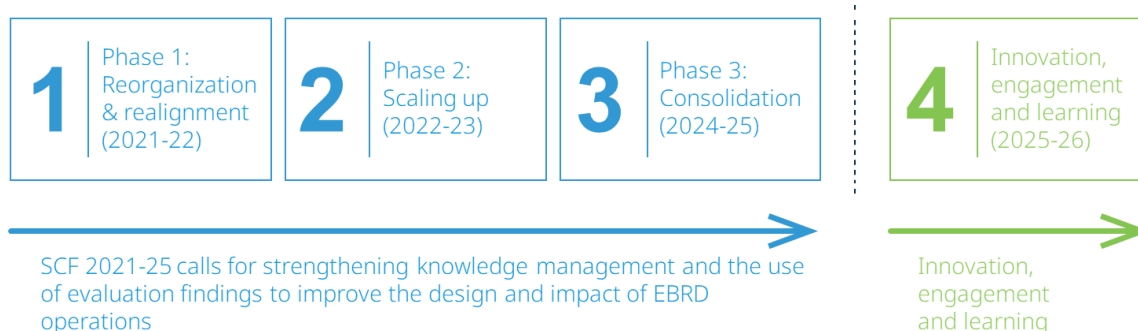 1
Phase 1:
Reorganization
& realignment
(2021-22)
2
Phase 2:
Scaling up
(2022-23)
3
Phase 3:
Consolidation
(2024-25)
4
Innovation,
engagement
and learning
(2025-26)
SCF 2021-25 calls for strengthening knowledge management and the use
of evaluation findings to improve the design and impact of EBRD
operations
Innovation,
engagement
and learning